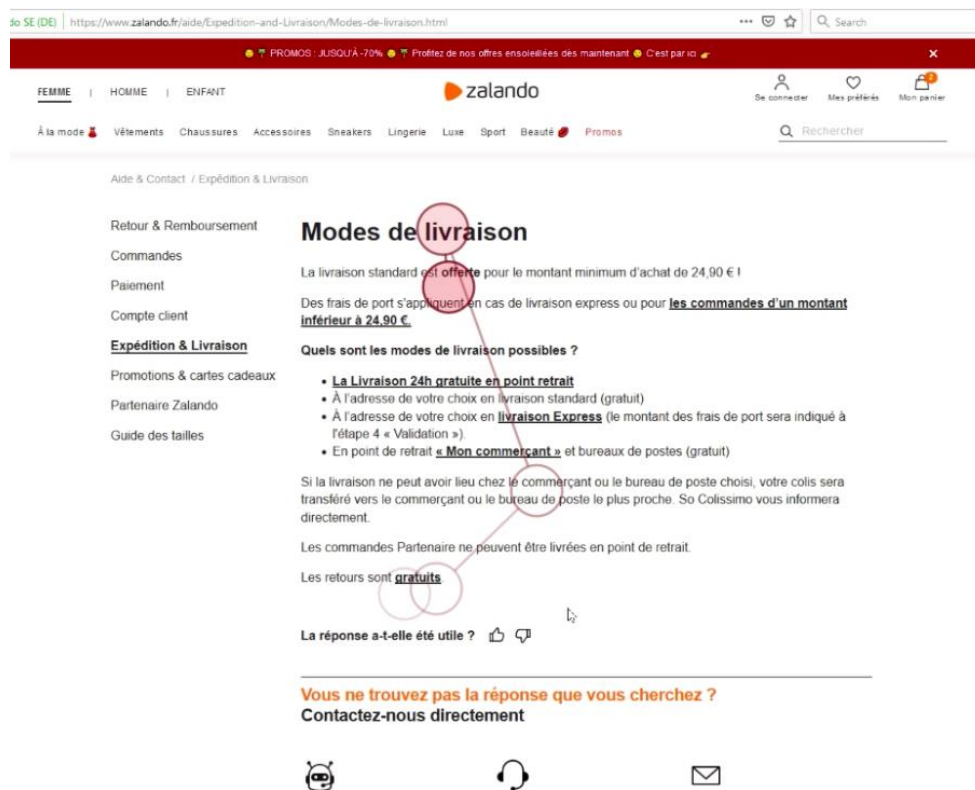 do SE (DE) https://www.zalando.fr/aide/Expedition-and-Livraison/Modes-de-livraison.html
Search
PROMOS : JUSQU'À -70% Profitez de nos offres ensoleillées dès maintenant C'est par ici
FEMME | HOMME | ENFANT
zalando
Se connecter Mes préférés Mon panier
2
À la mode Vêtements Chaussures Accessoires Sneakers Lingerie Luxe Sport Beauté Promos
Rechercher
Aide & Contact / Expédition & Livraison
Retour & Remboursement
Commandes
Paiement
Compte client
Expédition & Livraison
Promotions & cartes cadeaux
Partenaire Zalando
Guide des tailles
Modes de livraison
La livraison standard est offerte pour le montant minimum d'achat de 24,90 € !
Des frais de port s'appliquent en cas de livraison express ou pour les commandes d'un montant
inférieur à 24,90 €.
Quels sont les modes de livraison possibles ?
• La Livraison 24h gratuite en point retrait
• À l'adresse de votre choix en livraison standard (gratuit)
• À l'adresse de votre choix en livraison Express (le montant des frais de port sera indiqué à
l'étape 4 « Validation »).
• En point de retrait « Mon commerçant » et bureaux de postes (gratuit)
Si la livraison ne peut avoir lieu chez le commerçant ou le bureau de poste choisi, votre colis sera
transféré vers le commerçant ou le bureau de poste le plus proche. So Colissimo vous informera
directement.
Les commandes Partenaire ne peuvent être livrées en point de retrait.
Les retours sont gratuits.
La réponse a-t-elle été utile ?
Vous ne trouvez pas la réponse que vous cherchez ?
Contactez-nous directement